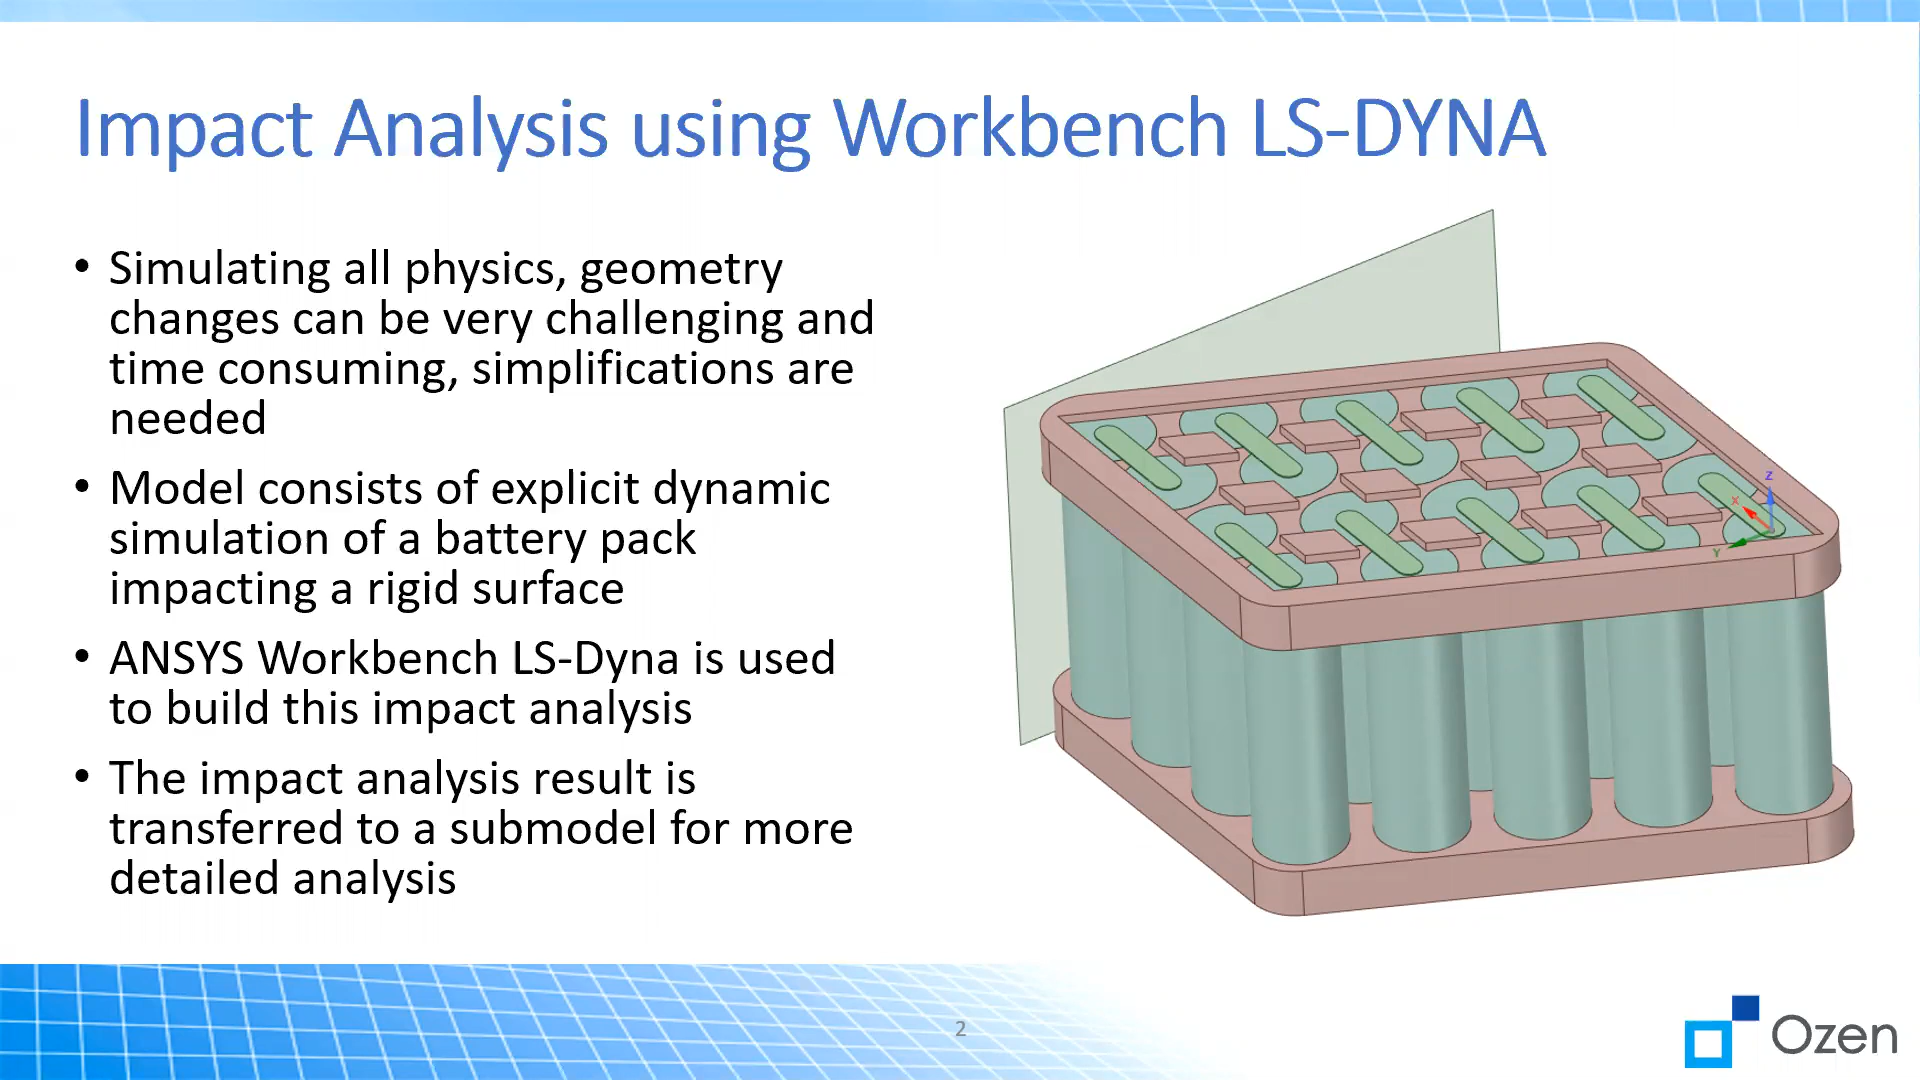 Impact Analysis using Workbench LS-DYNA
• Simulating all physics, geometry
changes can be very challenging and
time consuming, simplifications are
needed
• Model consists of explicit dynamic
simulation of a battery pack
impacting a rigid surface
• ANSYS Workbench LS-Dyna is used
to build this impact analysis
• The impact analysis result is
transferred to a submodel for more
detailed analysis
Z
X
Y
2
Ozen